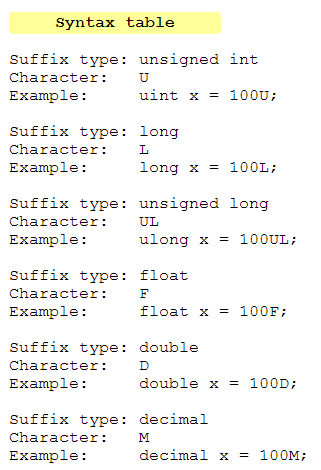 Syntax table
Suffix type: unsigned int
Character: U
Example: uint x = 100U;
Suffix type: long
Character: L
Example: long x = 100L;
Suffix type: unsigned long
Character: UL
Example: ulong x = 100UL;
Suffix type: float
Character: F
Example: float x = 100F;
Suffix type: double
Character: D
Example: double x = 100D;
Suffix type: decimal
Character: M
Example: decimal x = 100M;